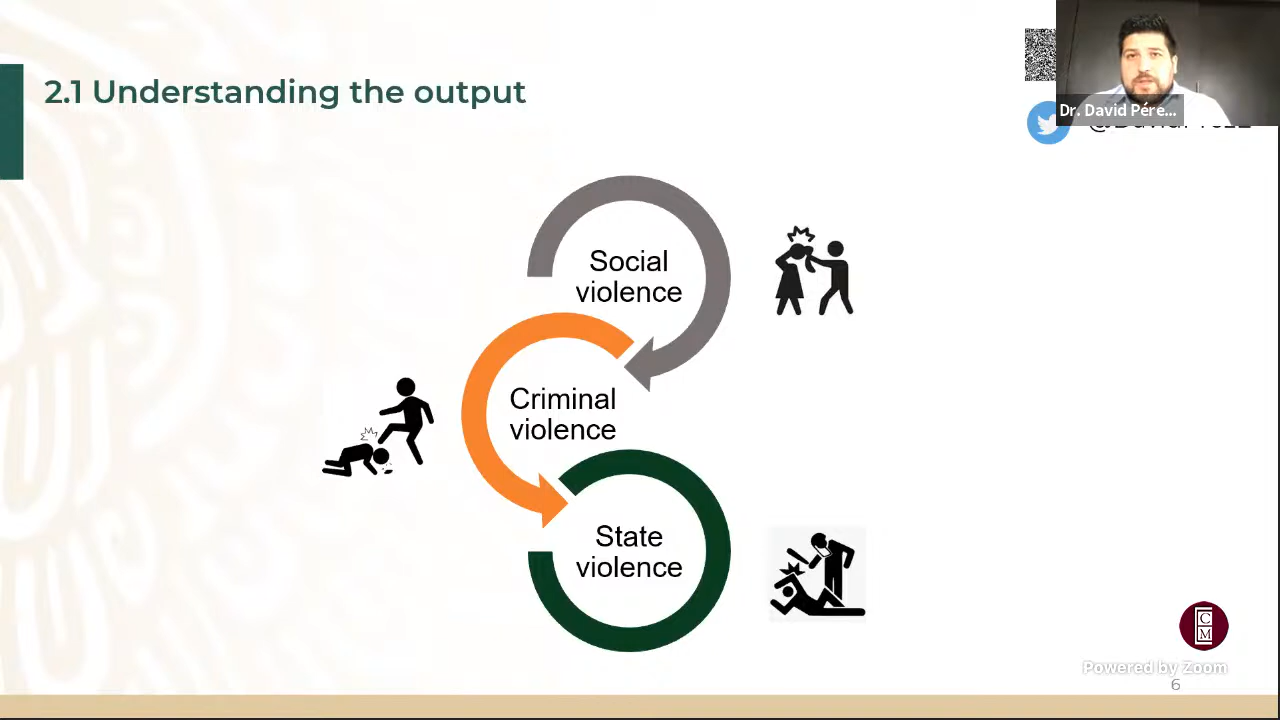 2.1 Understanding the output
Dr. David Pére...
Social
violence
Criminal
violence
State
violence
C
M
Powered by Zoom
6